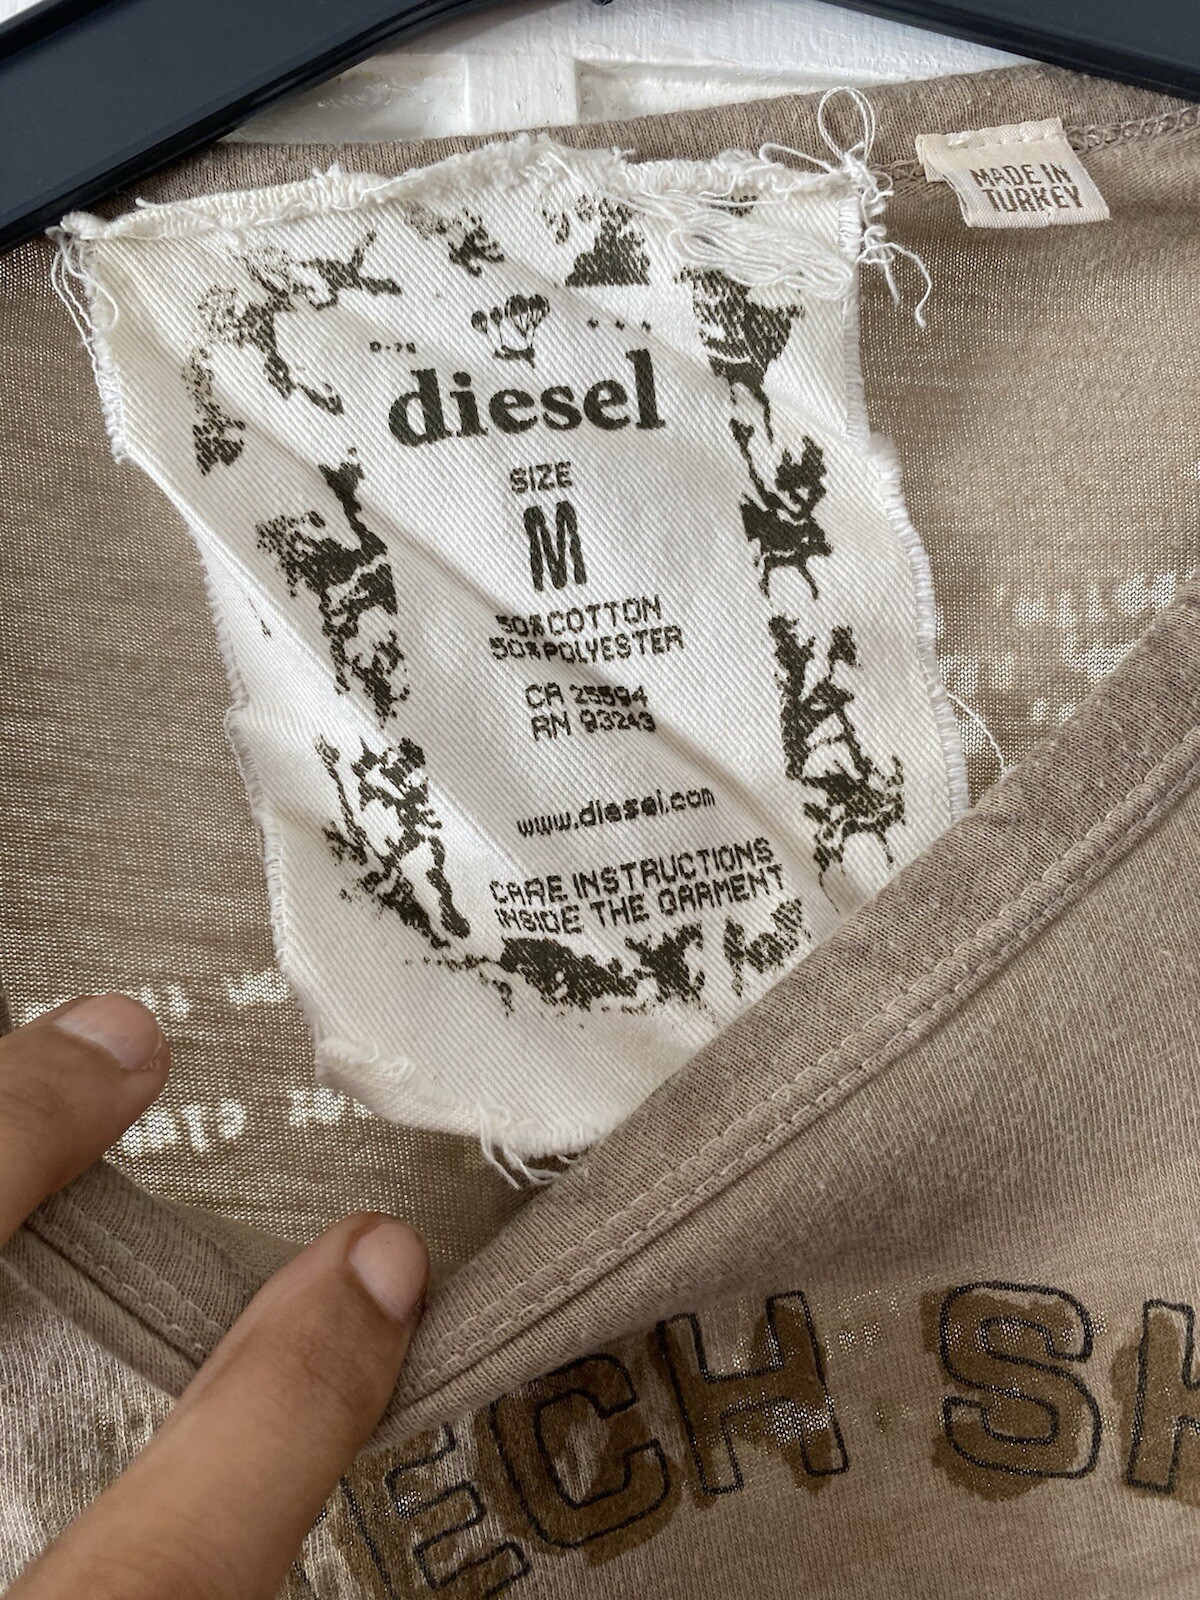 MADE IN
TURKEY
D-78
diesel
SIZE
M
50% COTTON
50% POLYESTER
CA 25594
RN 93243
www.diesel.com
CARE INSTRUCTIONS
INSIDE THE GARMENT
ECH